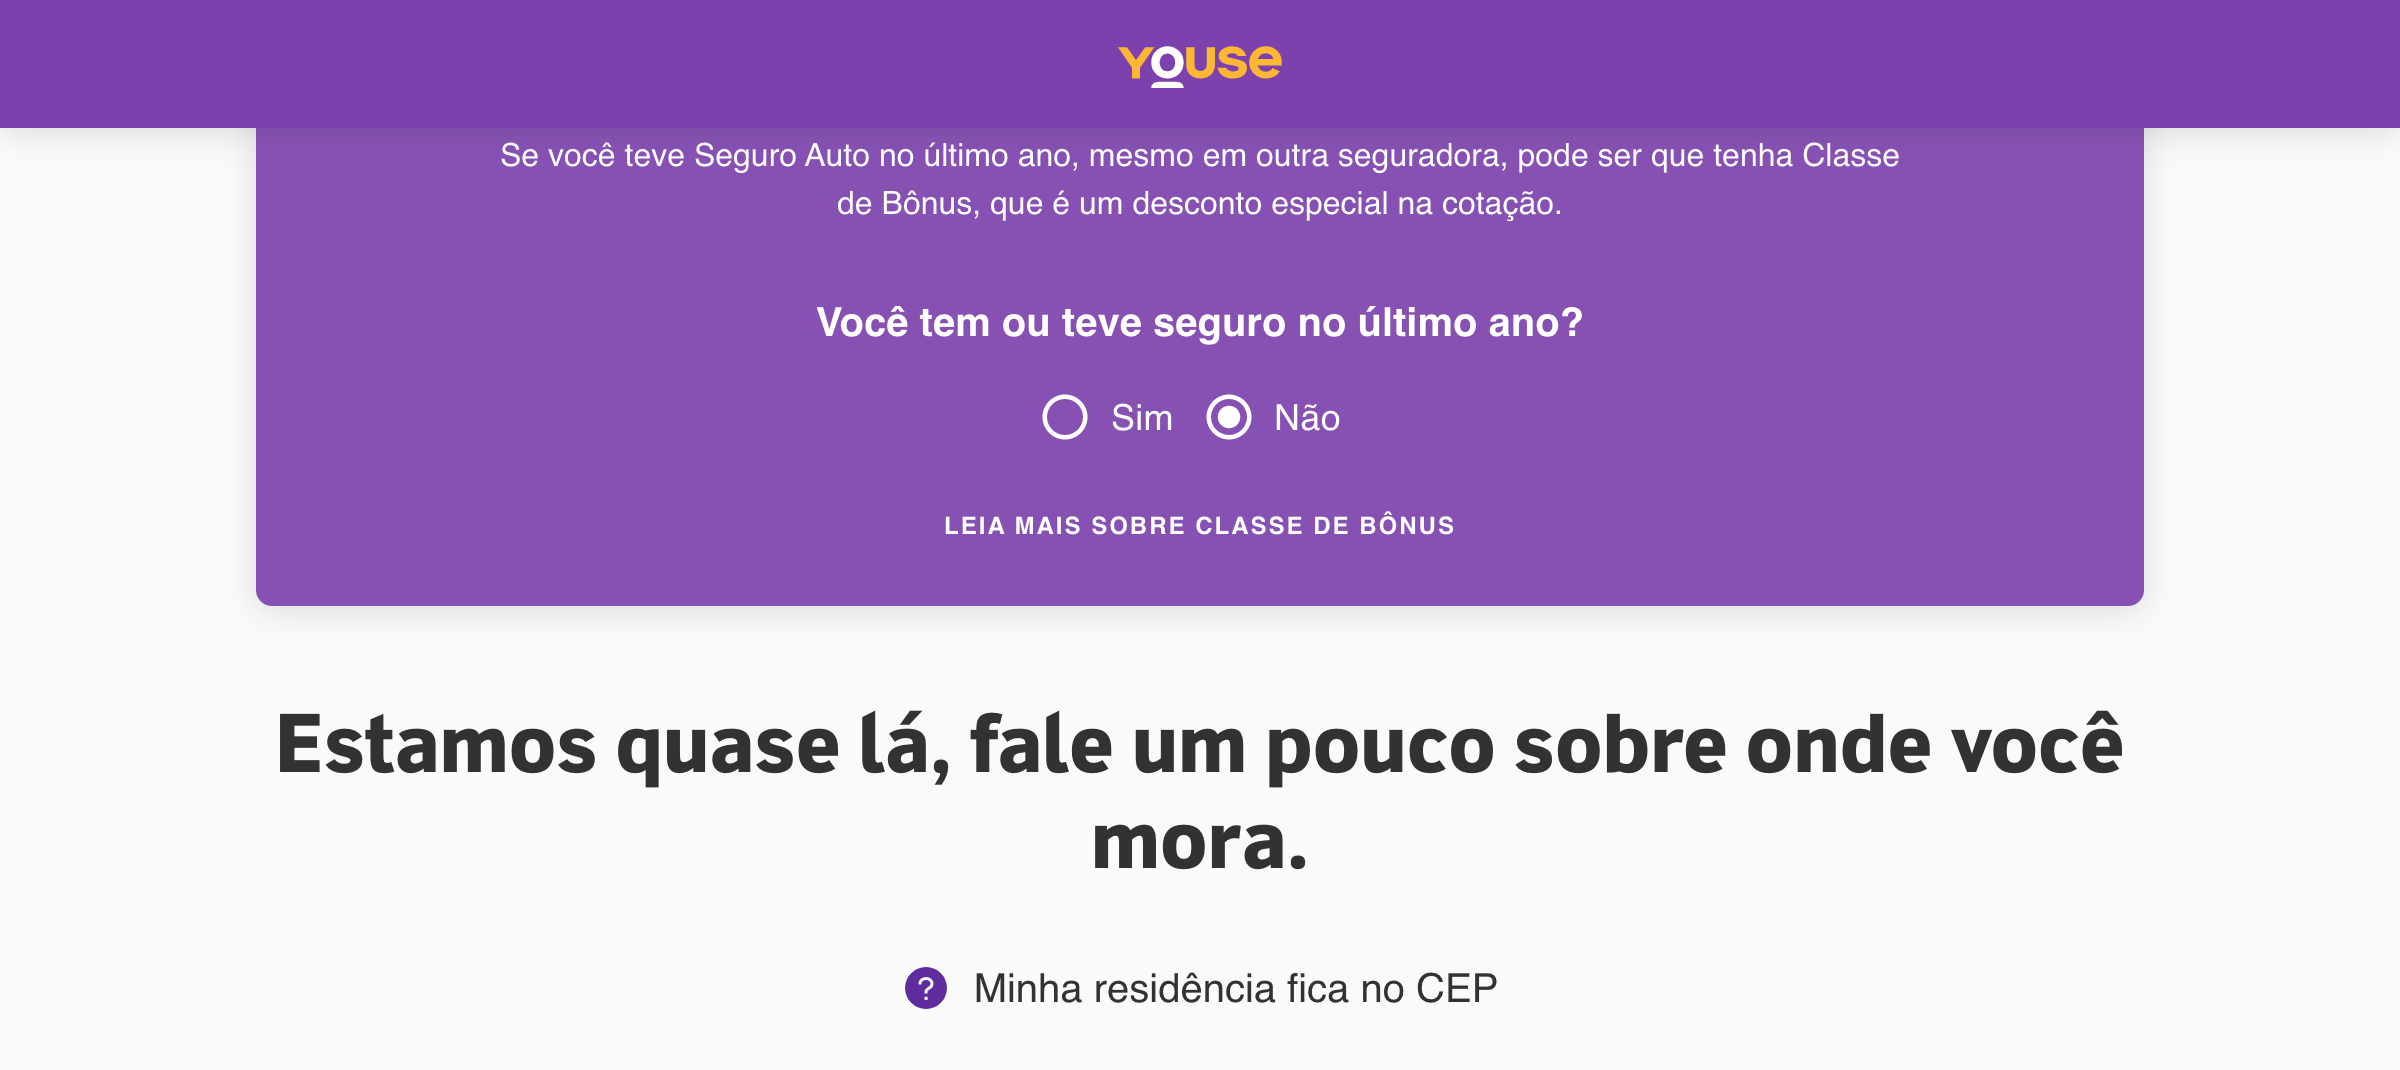 Youse
Se você teve Seguro Auto no último ano, mesmo em outra seguradora, pode ser que tenha Classe
de Bônus, que é um desconto especial na cotação.
Você tem ou teve seguro no último ano?
Sim Não
LEIA MAIS SOBRE CLASSE DE BÔNUS
Estamos quase lá, fale um pouco sobre onde você
mora.
? Minha residência fica no CEP